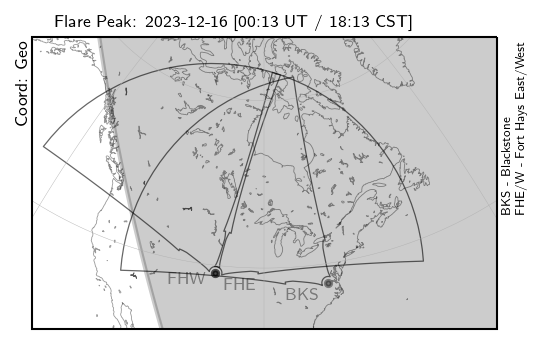 Flare Peak: 2023-12-16 [00:13 UT / 18:13 CST]
Coord: Geo
BKS - Blackstone
FHE/W - Fort Hays East/West
FHW
FHE
BKS